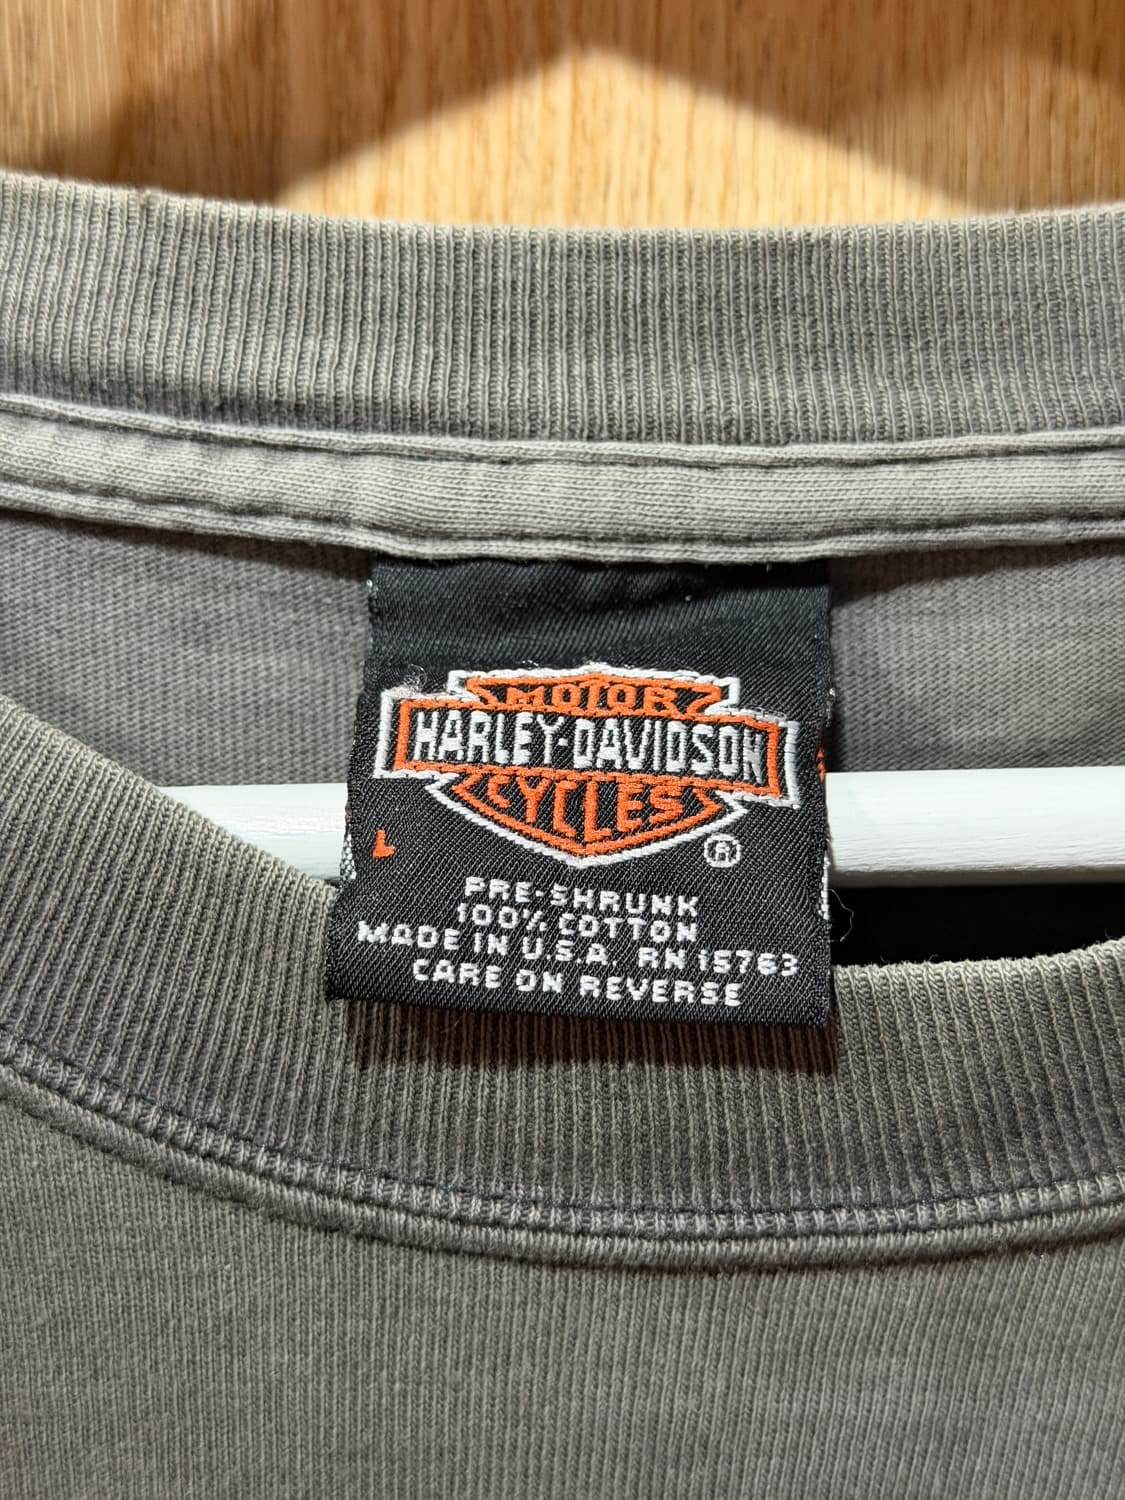 MOTOR
HARLEY-DAVIDSON
CYCLES
®
L
PRE-SHRUNK
100% COTTON
MADE IN U.S.A. RN 15763
CARE ON REVERSE